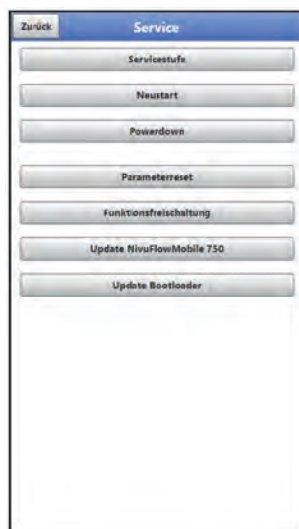 Zurück
Service
Servicestufe
Neustart
Powerdown
Parameterreset
Funktionsfreischaltung
Update NivuFlowMobile 750
Update Bootloader